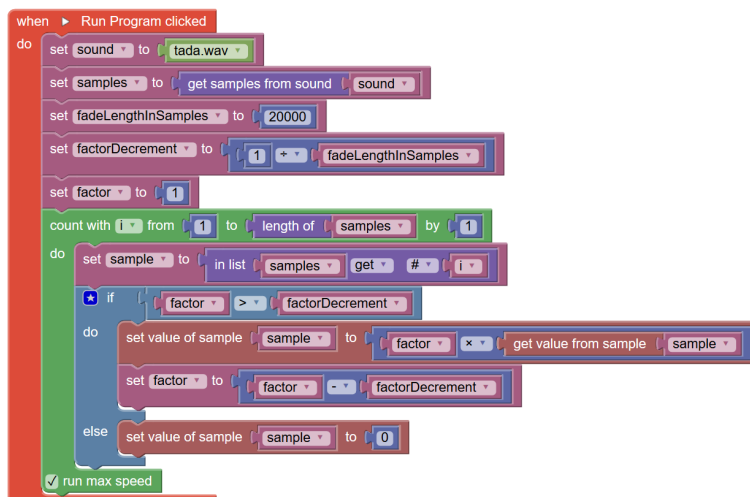 when Run Program clicked
do set sound to tada.wav
set samples to get samples from sound sound
set fadeLengthInSamples to 20000
set factorDecrement to 1 ÷ fadeLengthInSamples
set factor to 1
count with i from 1 to length of samples by 1
do set sample to in list samples get # i
if factor > factorDecrement
do set value of sample sample to factor × get value from sample sample
set factor to factor - factorDecrement
else set value of sample sample to 0
run max speed